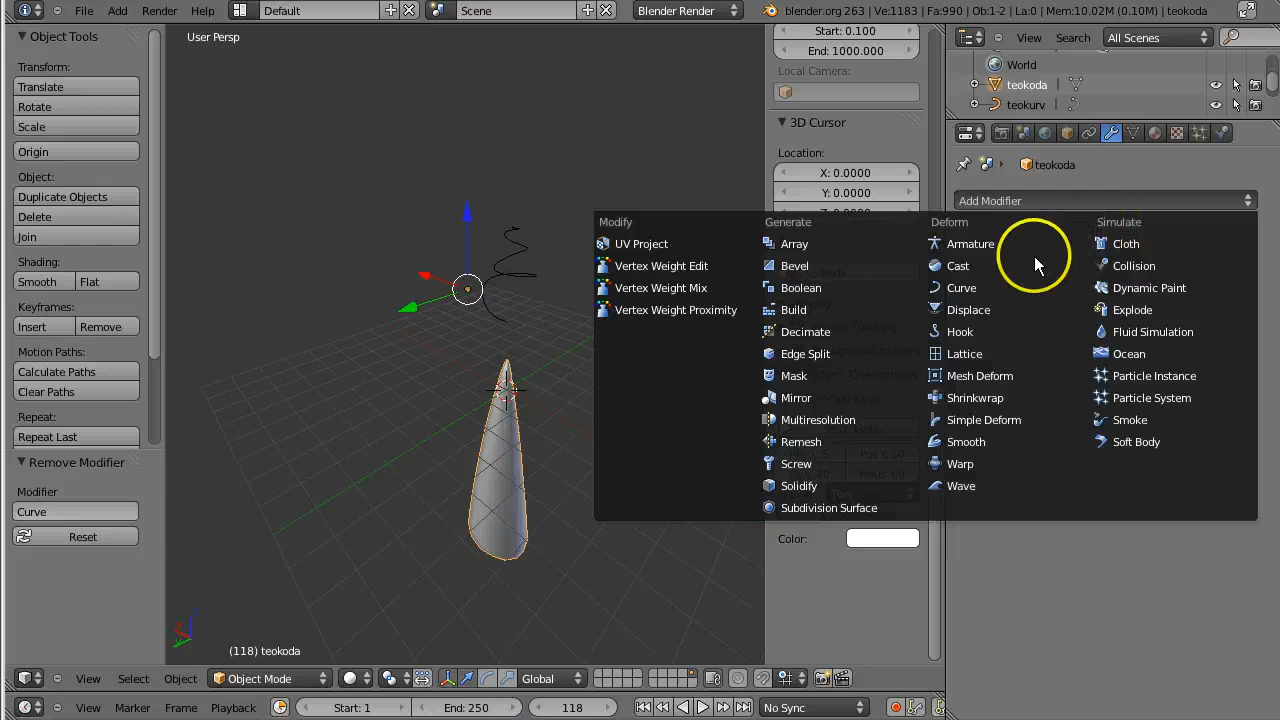 File Add Render Help Default Scene Blender Render blender.org 263 | Ve:1183 | Fa:990 | Ob:1-2 | La:0 | Mem:10.02M (0.10M) | teokoda
Object Tools
Transform:
Translate
Rotate
Scale
Origin
Object:
Duplicate Objects
Delete
Join
Shading:
Smooth Flat
Keyframes:
Insert Remove
Motion Paths:
Calculate Paths
Clear Paths
Repeat:
Repeat Last
Remove Modifier
Modifier
Curve
Reset
User Persp
(118) teokoda
Start: 0.100
End: 1000.000
Local Camera:
3D Cursor
Location:
X: 0.0000
Y: 0.0000
Color:
View Search All Scenes
World
teokoda
teokurv
teokoda
Add Modifier
Modify
UV Project
Vertex Weight Edit
Vertex Weight Mix
Vertex Weight Proximity
Generate
Array
Bevel
Boolean
Build
Decimate
Edge Split
Mask
Mirror
Multiresolution
Remesh
Screw
Solidify
Subdivision Surface
Deform
Armature
Cast
Curve
Displace
Hook
Lattice
Mesh Deform
Shrinkwrap
Simple Deform
Smooth
Warp
Wave
Simulate
Cloth
Collision
Dynamic Paint
Explode
Fluid Simulation
Ocean
Particle Instance
Particle System
Smoke
Soft Body
View Select Object Object Mode Global
View Marker Frame Playback Start: 1 End: 250 118 No Sync